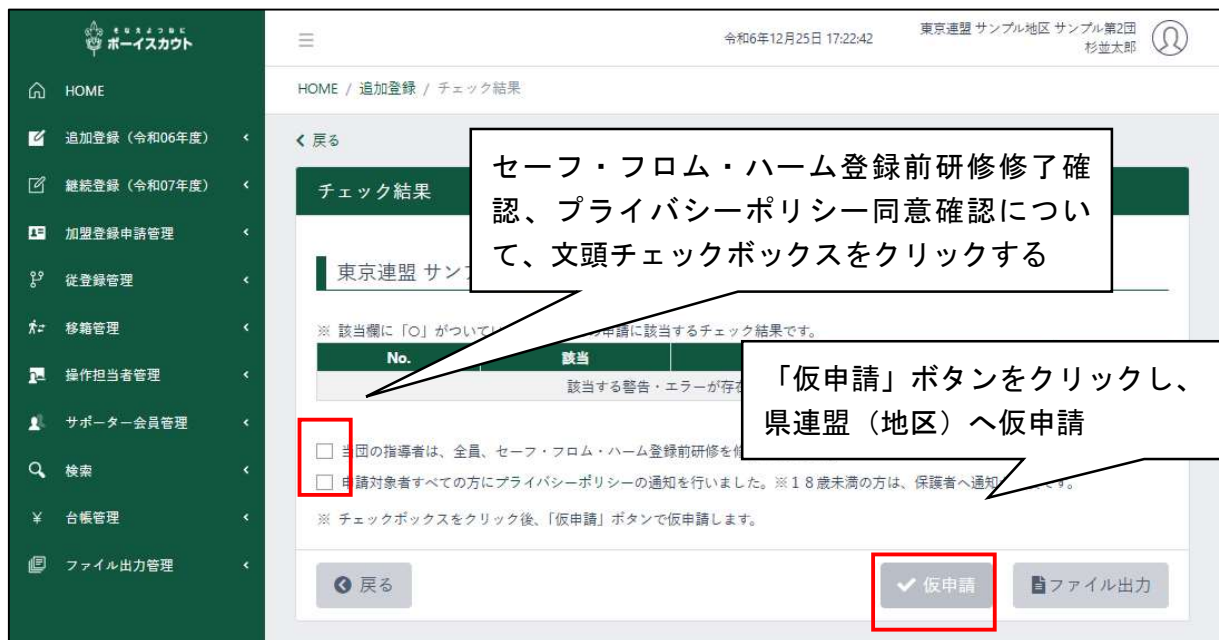 そなえよつねに
ボーイスカウト
令和6年12月25日 17:22:42
東京連盟 サンプル地区 サンプル第2団
杉並太郎
HOME
追加登録（令和06年度）
継続登録（令和07年度）
加盟登録申請管理
従登録管理
移籍管理
操作担当者管理
サポーター会員管理
検索
台帳管理
ファイル出力管理
HOME / 追加登録 / チェック結果
戻る
チェック結果
セーフ・フロム・ハーム登録前研修修了確
認、プライバシーポリシー同意確認につい
て、文頭チェックボックスをクリックする
東京連盟 サン
※ 該当欄に「○」がついて
申請に該当するチェック結果です。
No. 該当
該当する警告・エラーが存在
「仮申請」ボタンをクリックし、
県連盟（地区）へ仮申請
当団の指導者は、全員、セーフ・フロム・ハーム登録前研修を
申請対象者すべての方にプライバシーポリシーの通知を行いました。※１８歳未満の方は、保護者へ通知
です。
※ チェックボックスをクリック後、「仮申請」ボタンで仮申請します。
戻る
仮申請
ファイル出力